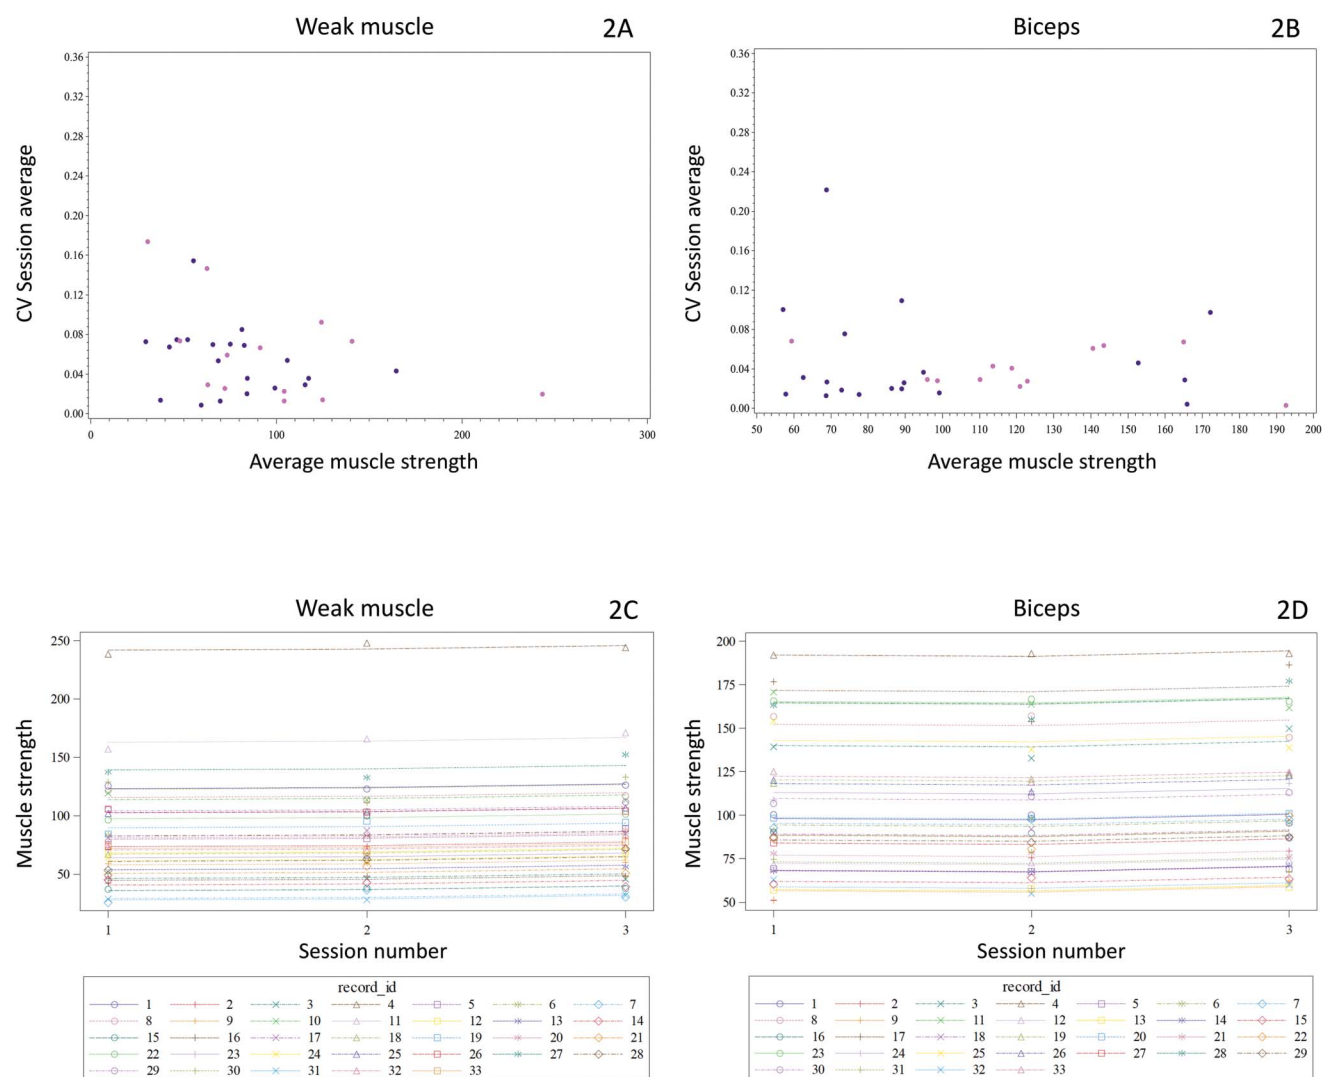 Weak muscle 2A
CV Session average
0.36
0.32
0.28
0.24
0.20
0.16
0.12
0.08
0.04
0.00
0 100 200 300
Average muscle strength
Biceps 2B
CV Session average
0.36
0.32
0.28
0.24
0.20
0.16
0.12
0.08
0.04
0.00
50 60 70 80 90 100 110 120 130 140 150 160 170 180 190 200
Average muscle strength
Weak muscle 2C
Muscle strength
250
200
150
100
50
1 2 3
Session number
record_id
1 2 3 4 5 6 7
8 9 10 11 12 13 14
15 16 17 18 19 20 21
22 23 24 25 26 27 28
29 30 31 32 33
Biceps 2D
Muscle strength
200
175
150
125
100
75
50
1 2 3
Session number
record_id
1 2 3 4 5 6 7
8 9 11 12 13 14 15
16 17 18 19 20 21 22
23 24 25 26 27 28 29
30 31 32 33